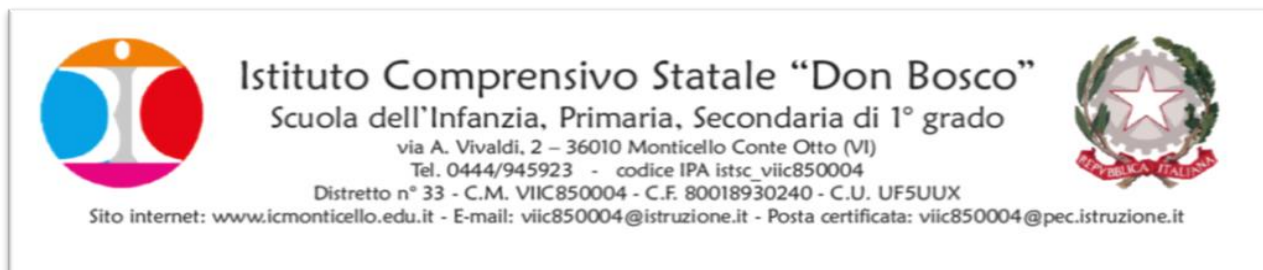 Istituto Comprensivo Statale “Don Bosco”
Scuola dell'Infanzia, Primaria, Secondaria di 1° grado
via A. Vivaldi, 2 – 36010 Monticello Conte Otto (VI)
Tel. 0444/945923 - codice IPA istsc_viic850004
Distretto n° 33 - C.M. VIIC850004 - C.F. 80018930240 - C.U. UF5UUX
Sito internet: www.icmonticello.edu.it - E-mail: viic850004@istruzione.it - Posta certificata: viic850004@pec.istruzione.it
REPVBBLICA ITALIANA